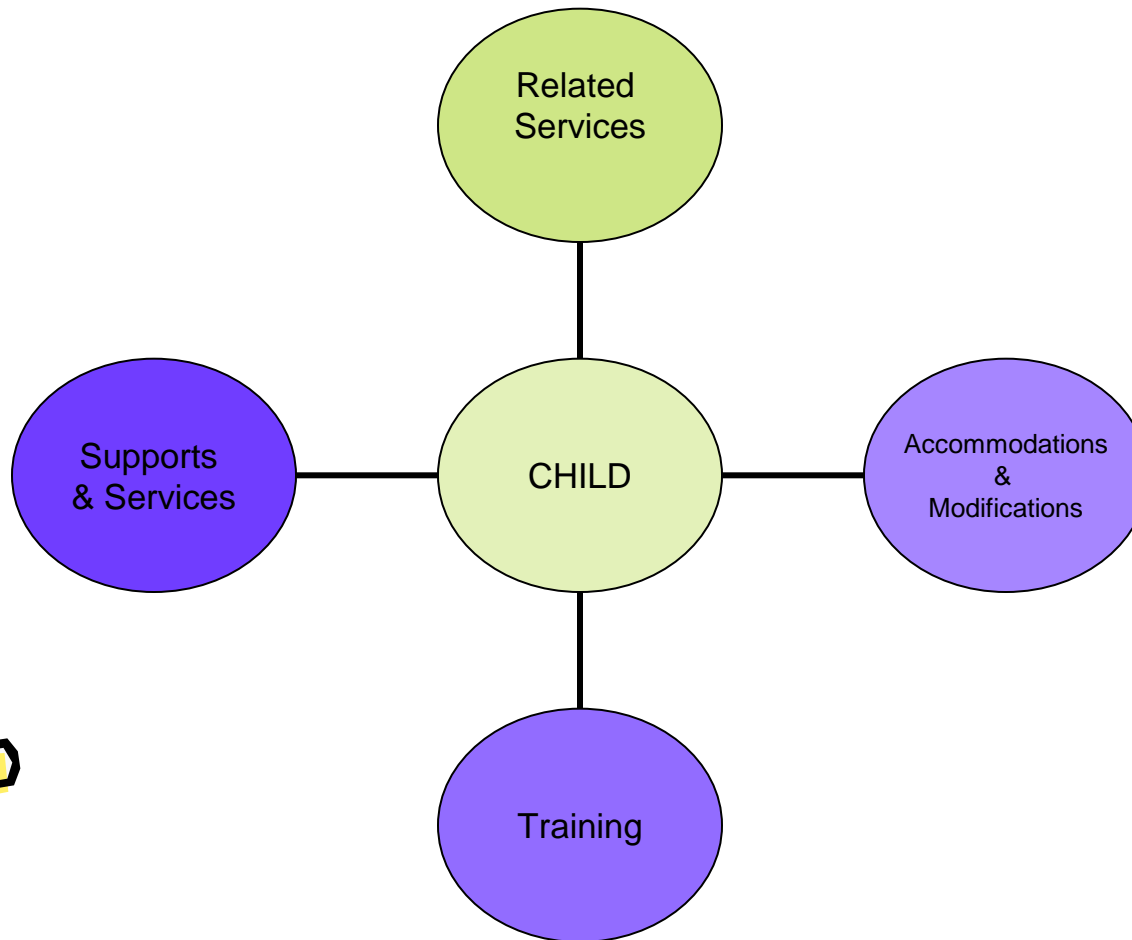 Related
Services
Supports
& Services
CHILD
Accommodations
&
Modifications
Training